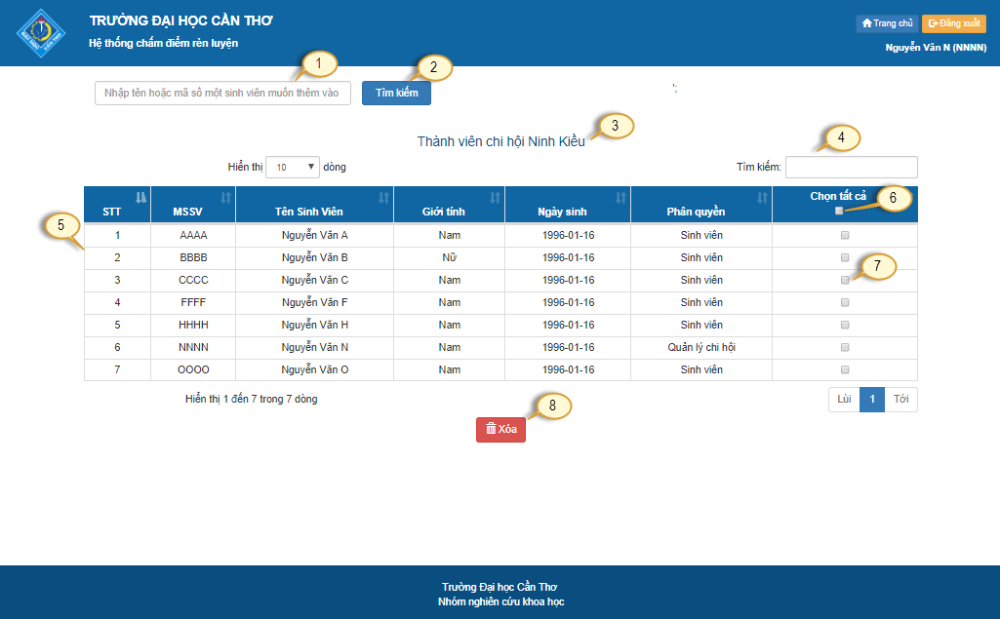 TRƯỜNG ĐẠI HỌC CẦN THƠ
Hệ thống chấm điểm rèn luyện
Trang chủ Đăng xuất
Nguyễn Văn N (NNNN)
1
2
Nhập tên hoặc mã số một sinh viên muốn thêm vào Tìm kiếm
';
3
4
Thành viên chi hội Ninh Kiều
Hiển thị 10 dòng Tìm kiếm:
STT MSSV Tên Sinh Viên Giới tính Ngày sinh Phân quyền Chọn tất cả
6
5
1 AAAA Nguyễn Văn A Nam 1996-01-16 Sinh viên
2 BBBB Nguyễn Văn B Nữ 1996-01-16 Sinh viên
7
3 CCCC Nguyễn Văn C Nam 1996-01-16 Sinh viên
4 FFFF Nguyễn Văn F Nam 1996-01-16 Sinh viên
5 HHHH Nguyễn Văn H Nam 1996-01-16 Sinh viên
6 NNNN Nguyễn Văn N Nam 1996-01-16 Quản lý chi hội
7 OOOO Nguyễn Văn O Nam 1996-01-16 Sinh viên
Hiển thị 1 đến 7 trong 7 dòng Lùi 1 Tới
8
Xóa
Trường Đại học Cần Thơ
Nhóm nghiên cứu khoa học